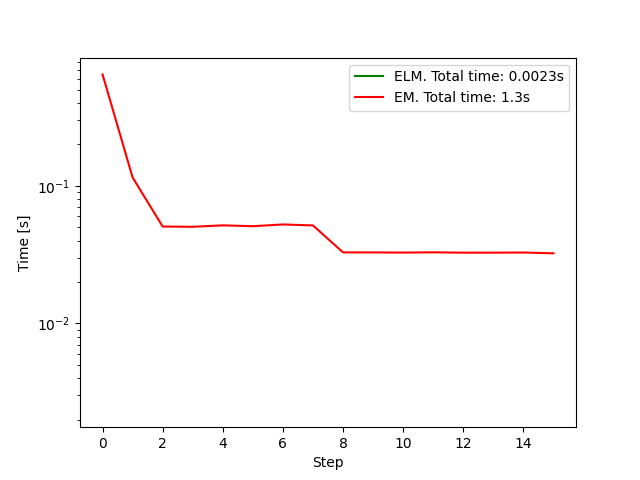 ELM. Total time: 0.0023s
EM. Total time: 1.3s
10⁻¹
10⁻²
Time [s]
0 2 4 6 8 10 12 14
Step